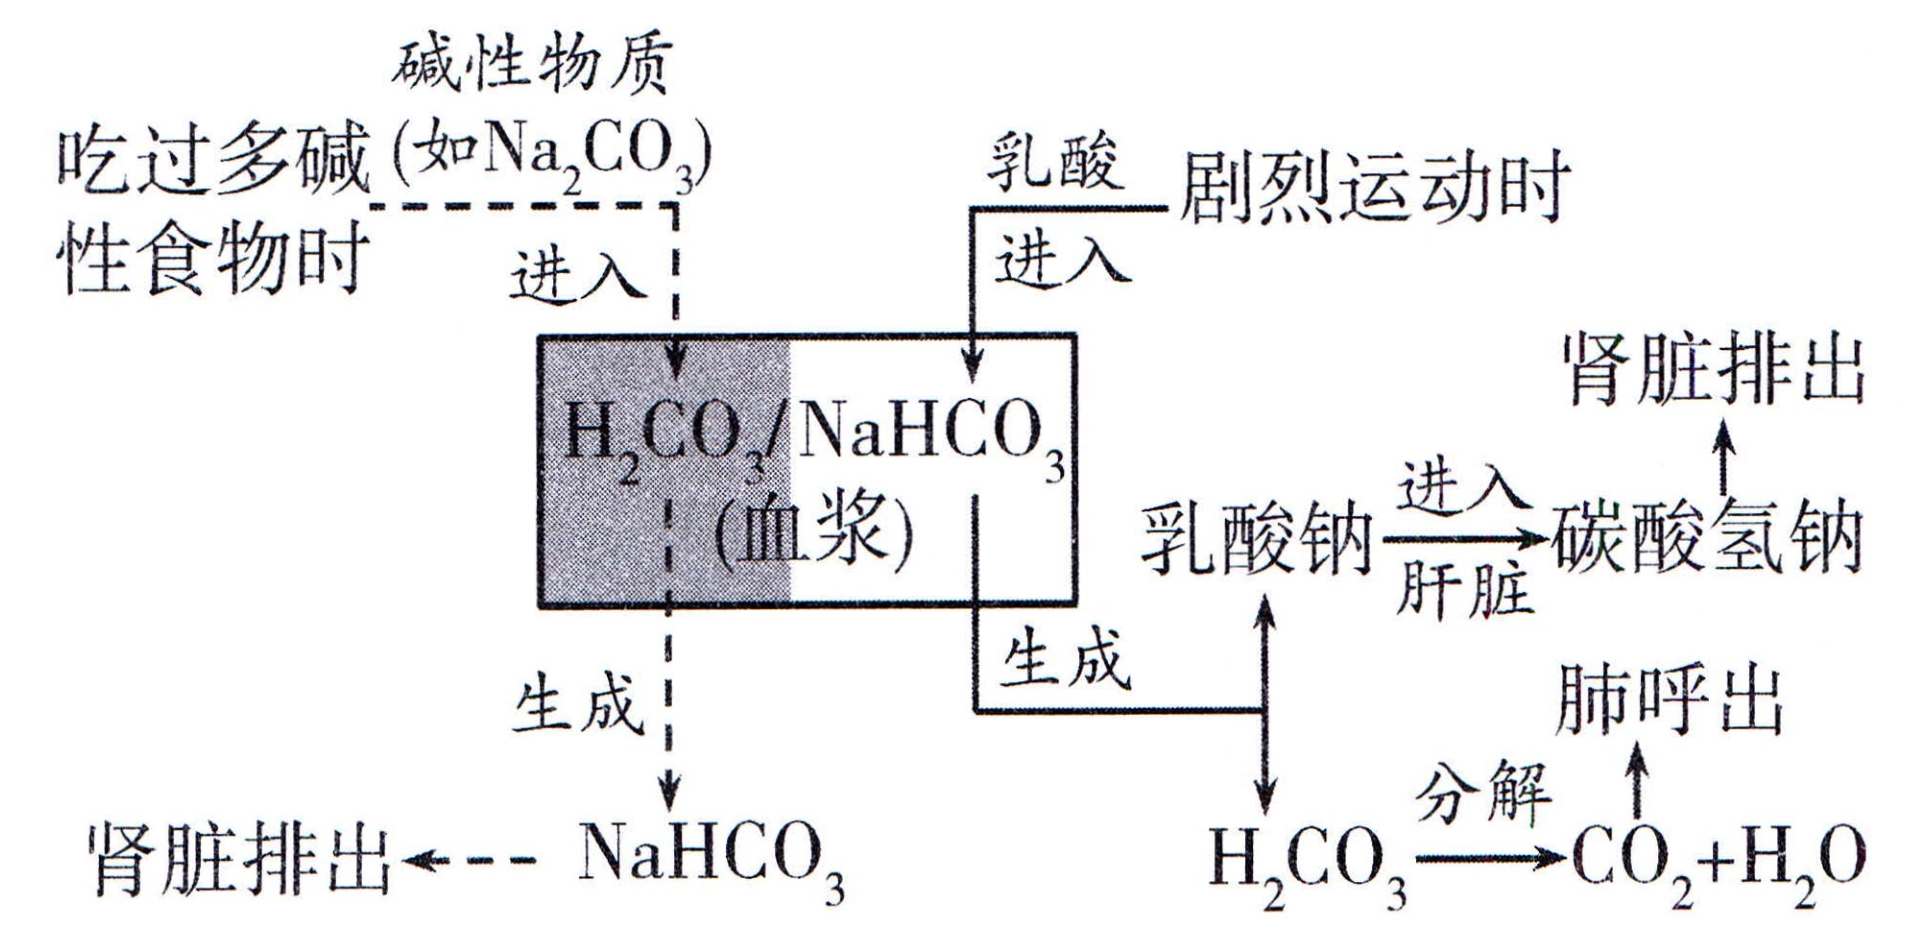 碱性物质
吃过多碱(如Na₂CO₃)
性食物时
进入
乳酸
剧烈运动时
进入
H₂CO₃/NaHCO₃
(血浆)
生成
生成
NaHCO₃
肾脏排出
乳酸钠
进入
肝脏
碳酸氢钠
肾脏排出
H₂CO₃
分解
CO₂+H₂O
肺呼出